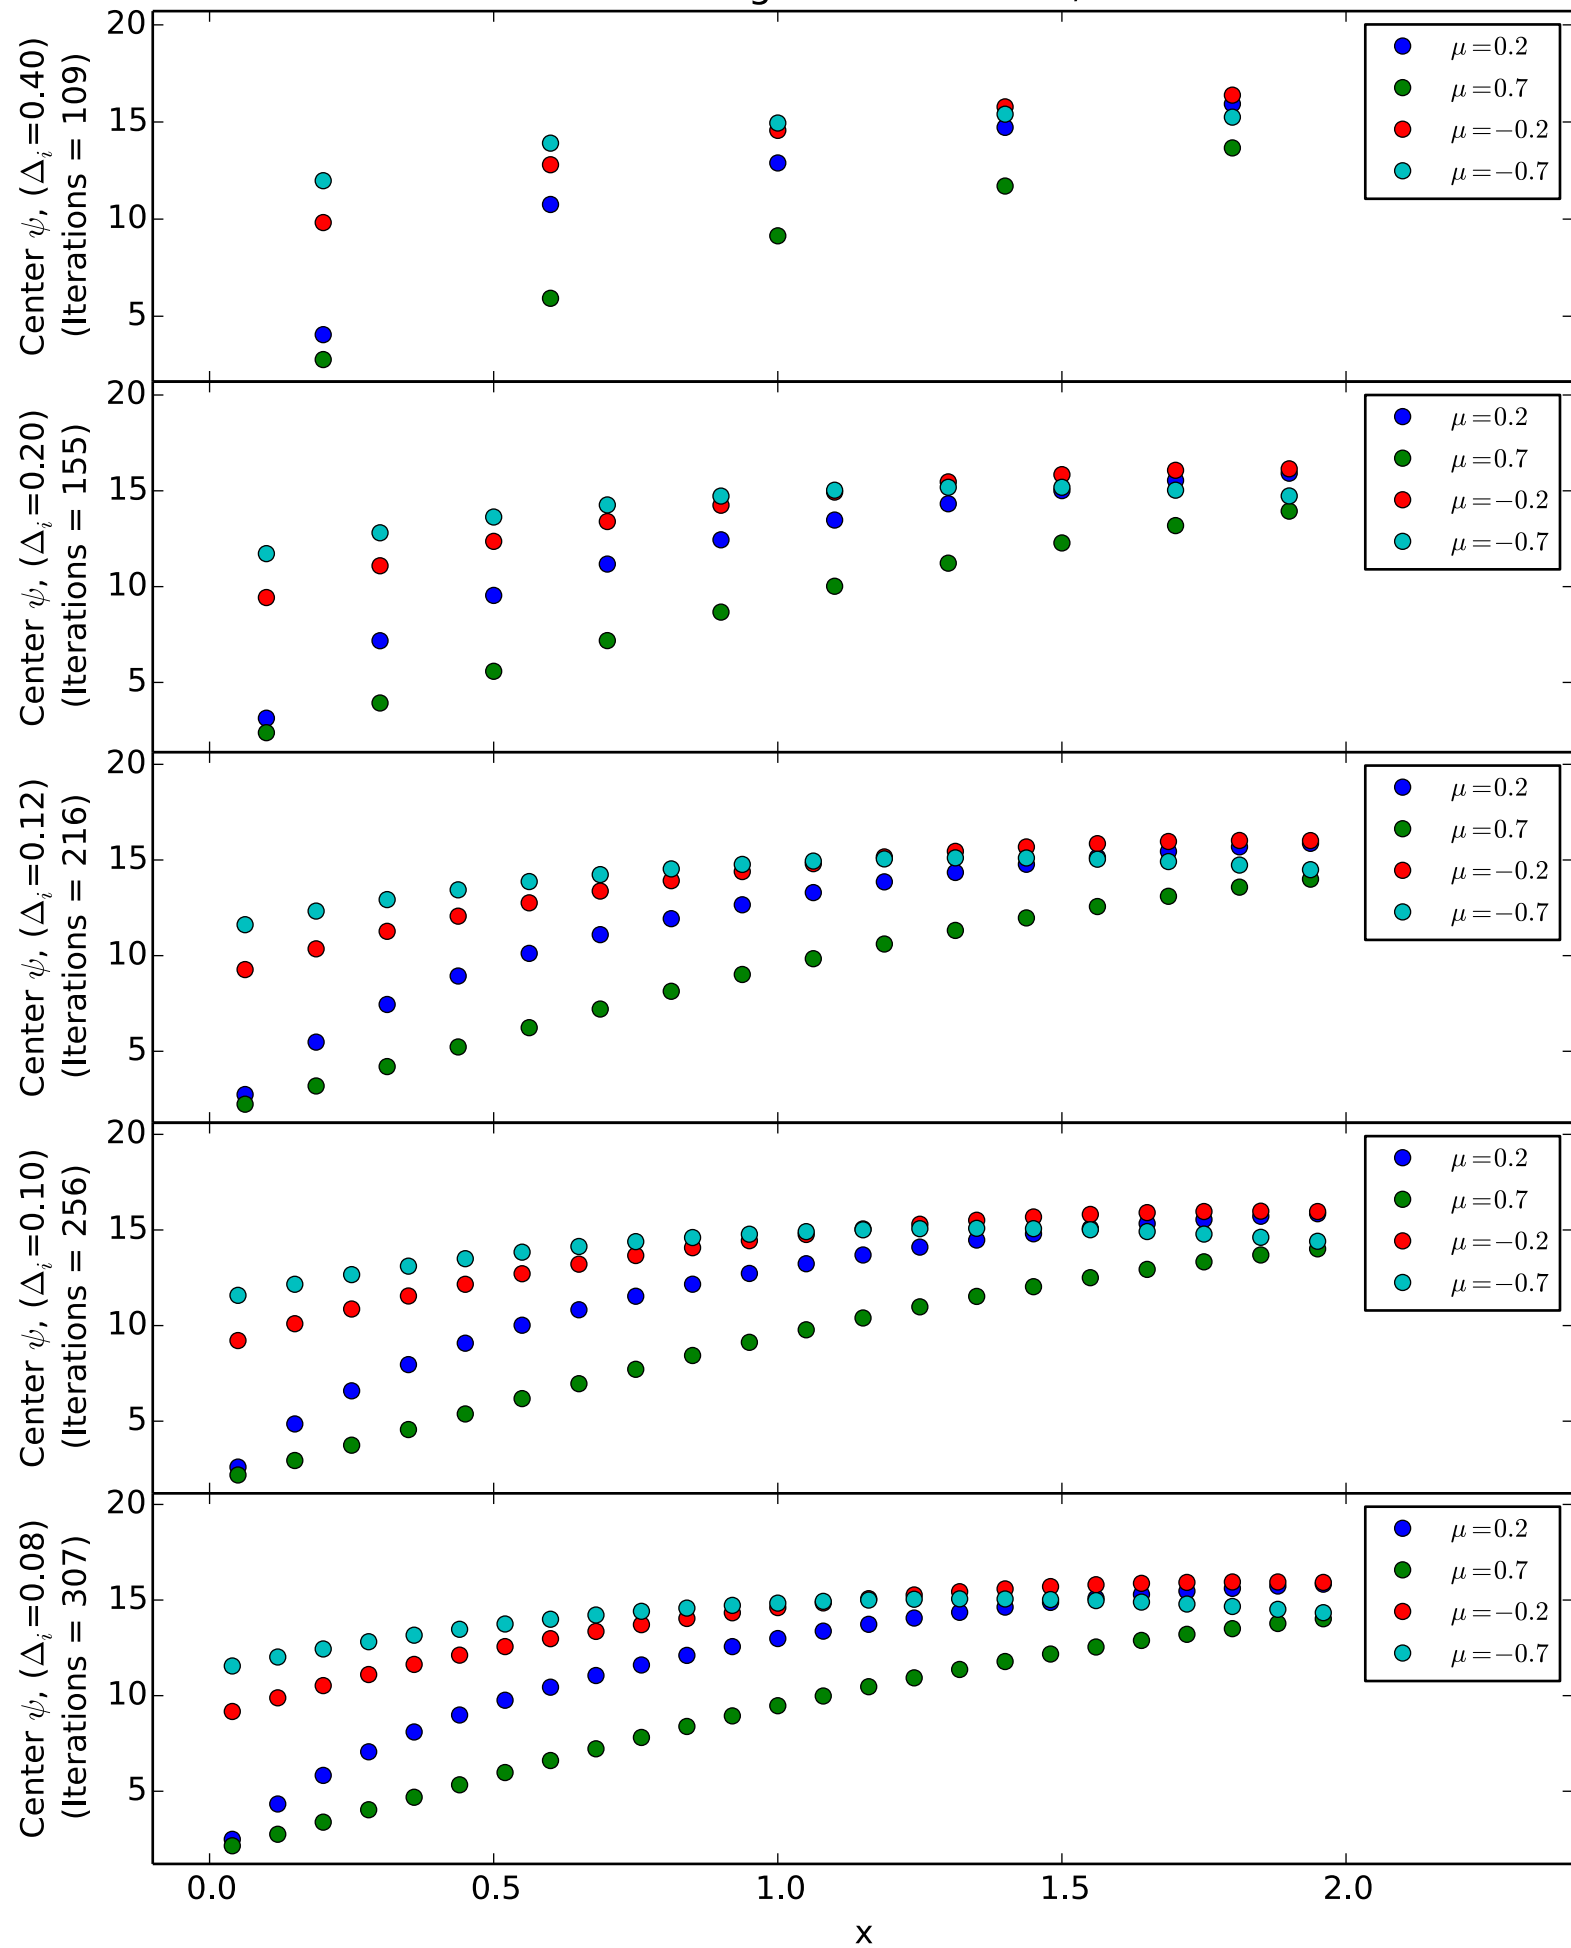 20
15
10
5
Center ψ, (Δᵢ=0.40)
(Iterations = 109)
μ=0.2
μ=0.7
μ=−0.2
μ=−0.7
20
15
10
5
Center ψ, (Δᵢ=0.20)
(Iterations = 155)
μ=0.2
μ=0.7
μ=−0.2
μ=−0.7
20
15
10
5
Center ψ, (Δᵢ=0.12)
(Iterations = 216)
μ=0.2
μ=0.7
μ=−0.2
μ=−0.7
20
15
10
5
Center ψ, (Δᵢ=0.10)
(Iterations = 256)
μ=0.2
μ=0.7
μ=−0.2
μ=−0.7
20
15
10
5
Center ψ, (Δᵢ=0.08)
(Iterations = 307)
μ=0.2
μ=0.7
μ=−0.2
μ=−0.7
0.0 0.5 1.0 1.5 2.0
x